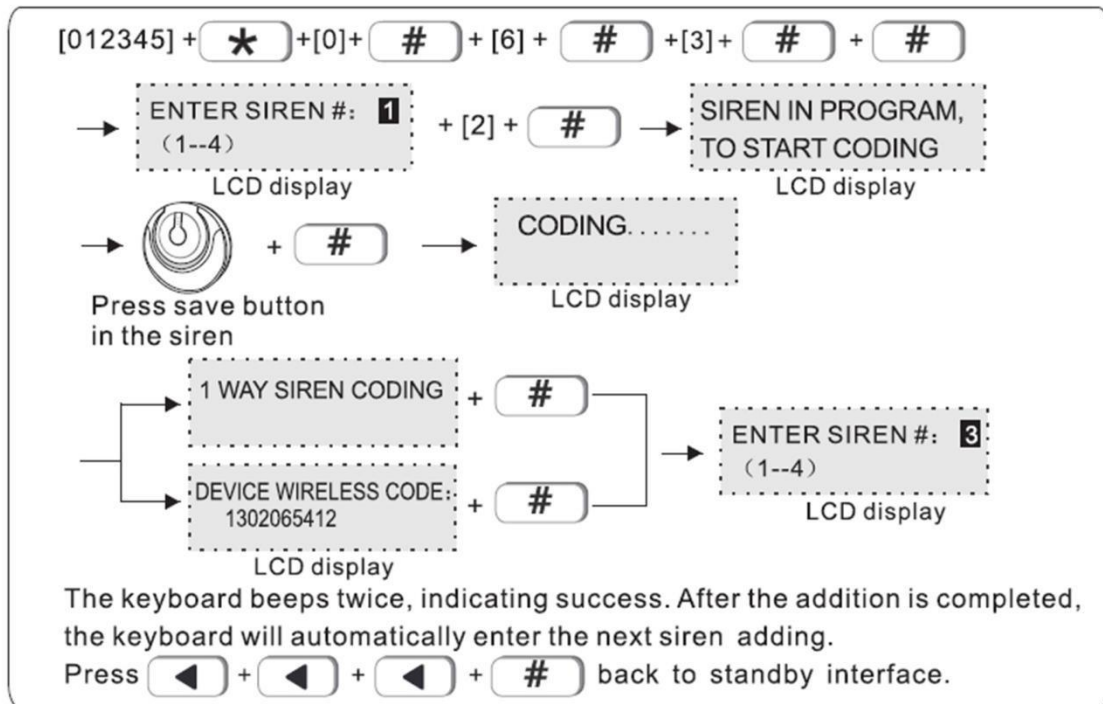 [012345] + * +[0]+ # + [6] + # +[3]+ # + #
ENTER SIREN #: 1
(1--4)
LCD display
+ [2] + #
SIREN IN PROGRAM,
TO START CODING
LCD display
+ #
Press save button
in the siren
CODING.......
LCD display
1 WAY SIREN CODING + #
DEVICE WIRELESS CODE:
1302065412
+ #
LCD display
ENTER SIREN #: 3
(1--4)
LCD display
The keyboard beeps twice, indicating success. After the addition is completed,
the keyboard will automatically enter the next siren adding.
Press ◀ + ◀ + ◀ + # back to standby interface.